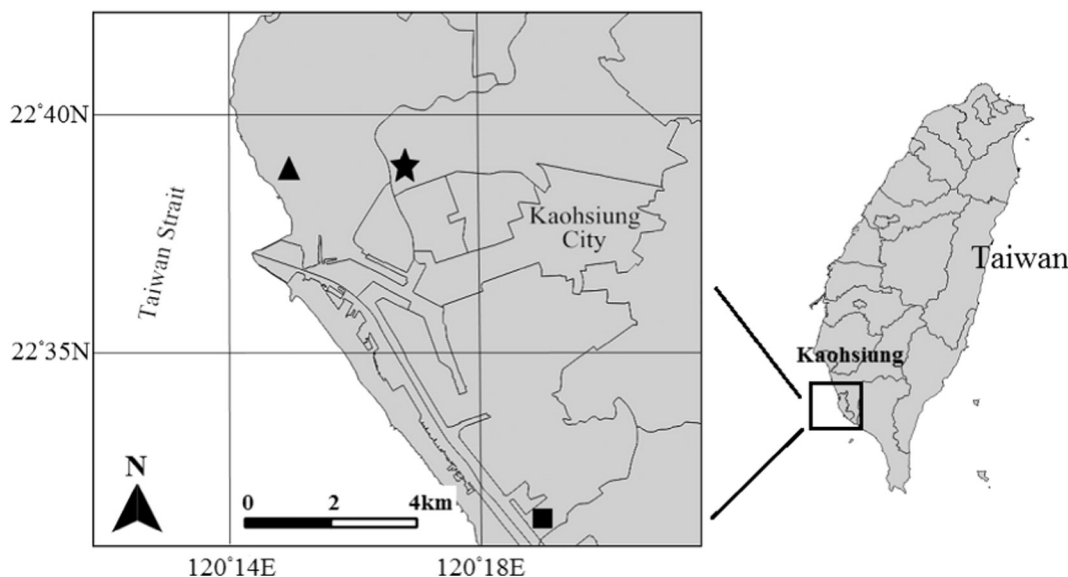 22°40N
22°35N
120°14E
120°18E
Taiwan Strait
Kaohsiung
City
N
0 2 4km
Taiwan
Kaohsiung